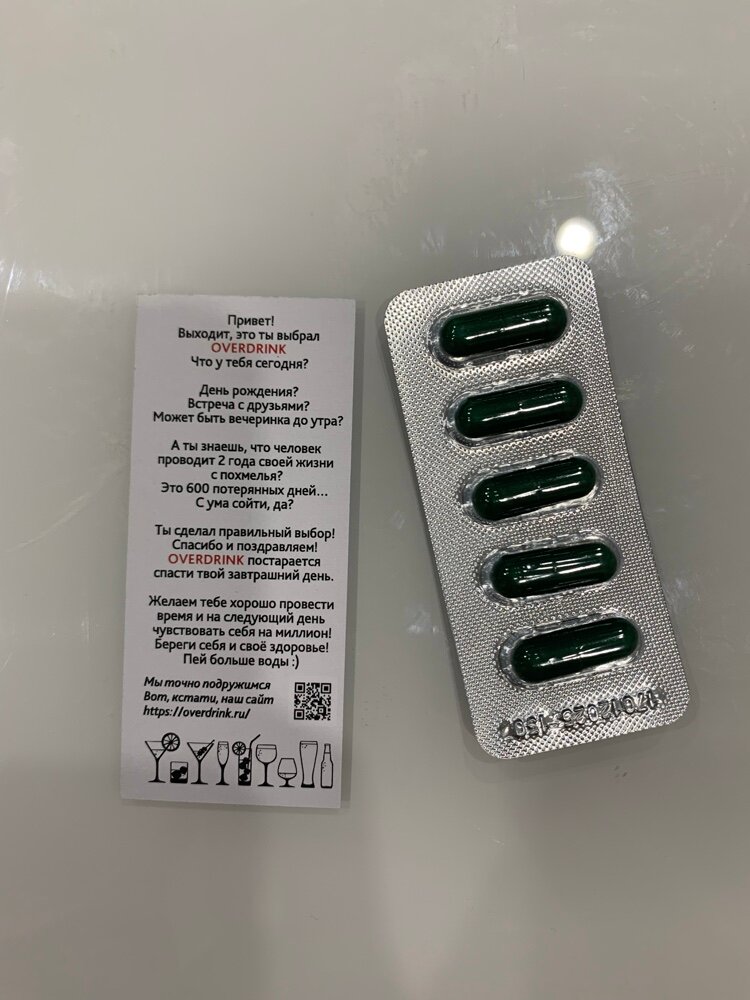 Привет!
Выходит, это ты выбрал
OVERDRINK
Что у тебя сегодня?
День рождения?
Встреча с друзьями?
Может быть вечеринка до утра?
А ты знаешь, что человек
проводит 2 года своей жизни
с похмелья?
Это 600 потерянных дней...
С ума сойти, да?
Ты сделал правильный выбор!
Спасибо и поздравляем!
OVERDRINK постарается
спасти твой завтрашний день.
Желаем тебе хорошо провести
время и на следующий день
чувствовать себя на миллион!
Береги себя и своё здоровье!
Пей больше воды :)
Мы точно подружимся
Вот, кстати, наш сайт
https://overdrink.ru/